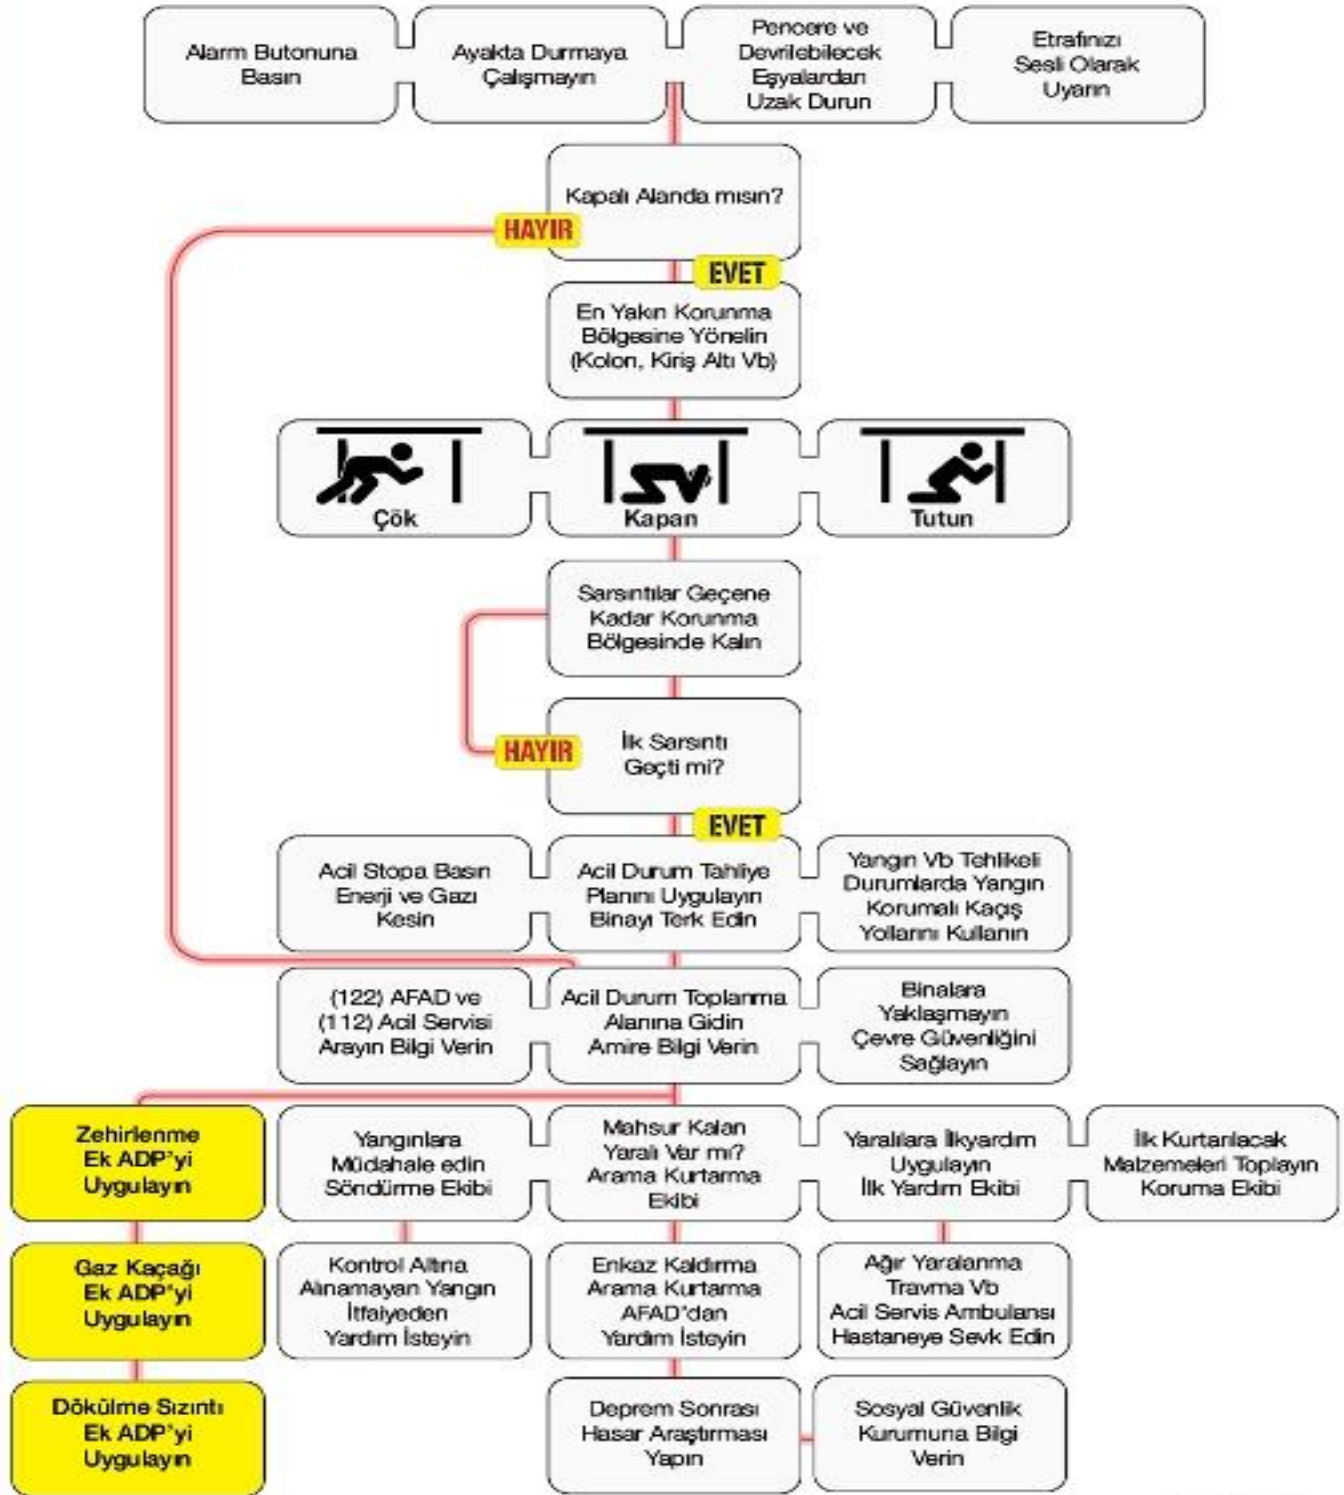 Alarm Butonuna
Basın
Ayakta Durmaya
Çalışmayın
Pencere ve
Devrilebilecek
Eşyalardan
Uzak Durun
Etrafınızı
Sesli Olarak
Uyarın
Kapalı Alanda mısın?
HAYIR
EVET
En Yakın Korunma
Bölgesine Yönelin
(Kolon, Kiriş Altı Vb)
Çök
Kapan
Tutun
Sarsıntılar Geçene
Kadar Korunma
Bölgesinde Kalın
İlk Sarsıntı
Geçti mi?
HAYIR
EVET
Acil Stopa Basın
Enerji ve Gazı
Kesin
Acil Durum Tahliye
Planını Uygulayın
Binayı Terk Edin
Yangın Vb Tehlikeli
Durumlarda Yangın
Korumalı Kaçış
Yollarını Kullanın
(122) AFAD ve
(112) Acil Servisi
Arayın Bilgi Verin
Acil Durum Toplanma
Alanına Gidin
Amire Bilgi Verin
Binalara
Yaklaşmayın
Çevre Güvenliğini
Sağlayın
Zehirlenme
Ek ADP'yi
Uygulayın
Yangınlara
Müdahale edin
Söndürme Ekibi
Mahsur Kalan
Yaralı Var mı?
Arama Kurtarma
Ekibi
Yaralılara İlkyardım
Uygulayın
İlk Yardım Ekibi
İlk Kurtarılacak
Malzemeleri Toplayın
Koruma Ekibi
Gaz Kaçağı
Ek ADP'yi
Uygulayın
Kontrol Altına
Alınamayan Yangın
İtfaiyeden
Yardım İsteyin
Enkaz Kaldırma
Arama Kurtarma
AFAD'dan
Yardım İsteyin
Ağır Yaralanma
Travma Vb
Acil Servis Ambulansı
Hastaneye Sevk Edin
Dökülme Sızıntı
Ek ADP'yi
Uygulayın
Deprem Sonrası
Hasar Araştırması
Yapın
Sosyal Güvenlik
Kurumuna Bilgi
Verin